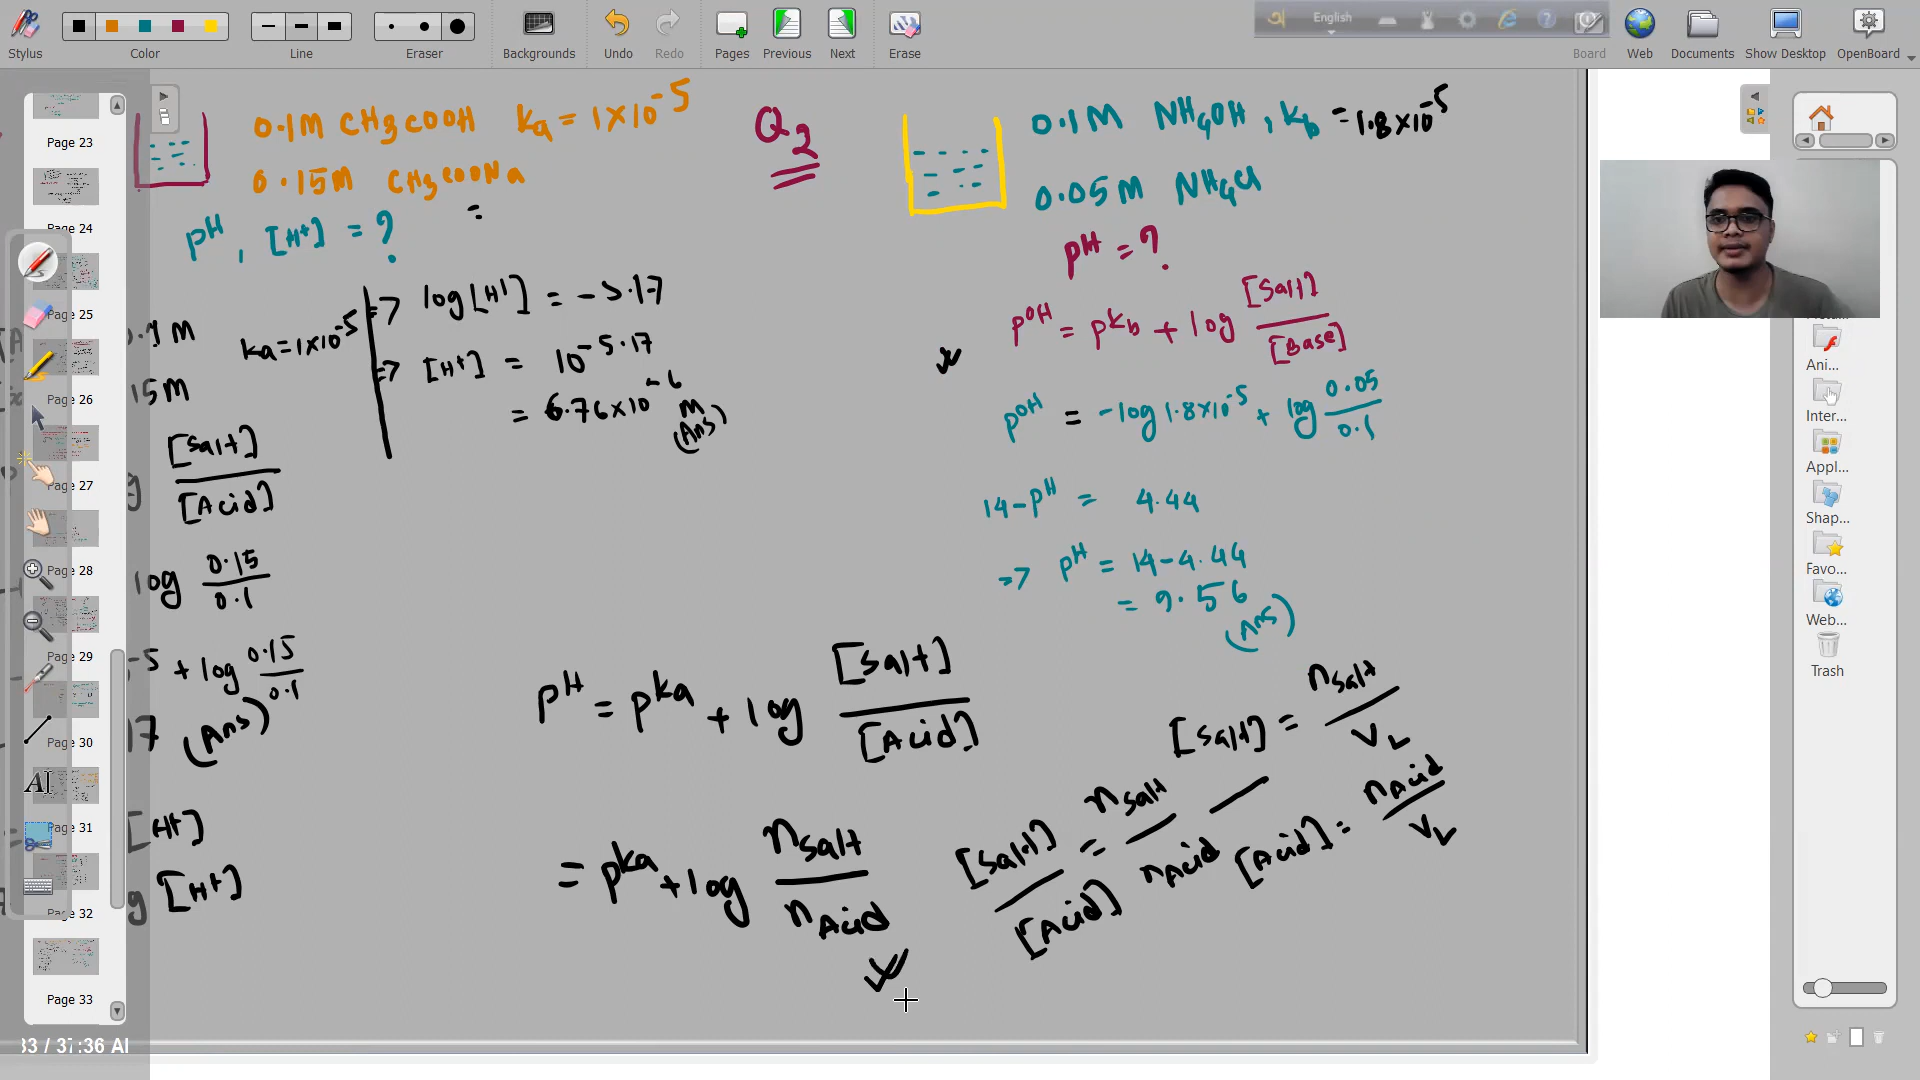 Stylus
Color
Line
Eraser
Backgrounds
Undo
Redo
Pages
Previous
Next
Erase
English
Board
Web
Documents
Show Desktop
OpenBoard
Page 23
24
Page 25
Page 26
Page 27
28
Page 29
Page 30
Page 31
Page 32
Page 33
33 / 37:36 AI
0.1M CH3COOH Ka = 1×10^-5
0.15M CH3COONa
=
pH, [H+] = ?
Ka = 1×10^-5
=> log[H+] = -5.17
=> [H+] = 10^-5.17
= 6.76×10^-6 M
(Ans)
15M
[Salt]
[Acid]
log 0.15/0.1
-5 + log 0.15/0.1
17 (Ans)
[H+]
[H+]
Q2
0.1M NH4OH, Kb = 1.8×10^-5
0.05M NH4Cl
pH = ?
pOH = pKb + log [Salt]/[Base]
pOH = -log 1.8×10^-5 + log 0.05/0.1
14-pH = 4.44
=> pH = 14-4.44
= 9.56
(Ans)
pH = pKa + log [Salt]/[Acid]
= pKa + log nSalt/nAcid
[Salt] = nSalt/VL
[Acid] = nAcid/VL
[Salt]/[Acid] = nSalt/nAcid
Ani...
Inter...
Appl...
Shap...
Favo...
Web...
Trash